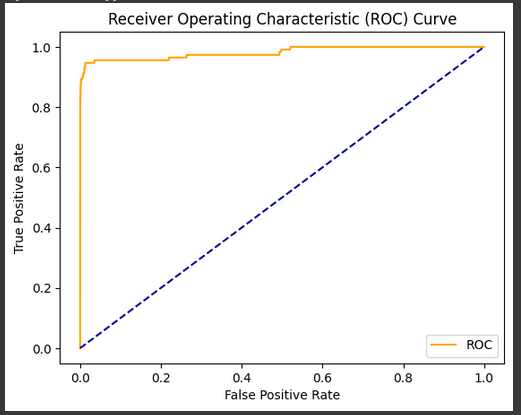 Receiver Operating Characteristic (ROC) Curve
1.0
0.8
0.6
0.4
0.2
0.0
True Positive Rate
0.0 0.2 0.4 0.6 0.8 1.0
False Positive Rate
ROC